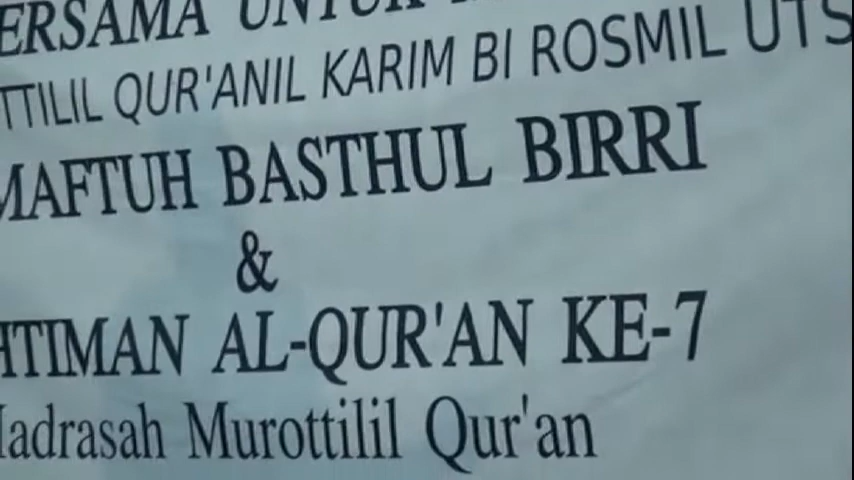 ERSAMA UNTUK
TTILIL QUR'ANIL KARIM BI ROSMIL UTS
MAFTUH BASTHUL BIRRI
&
HTIMAN AL-QUR'AN KE-7
Madrasah Murottilil Qur'an